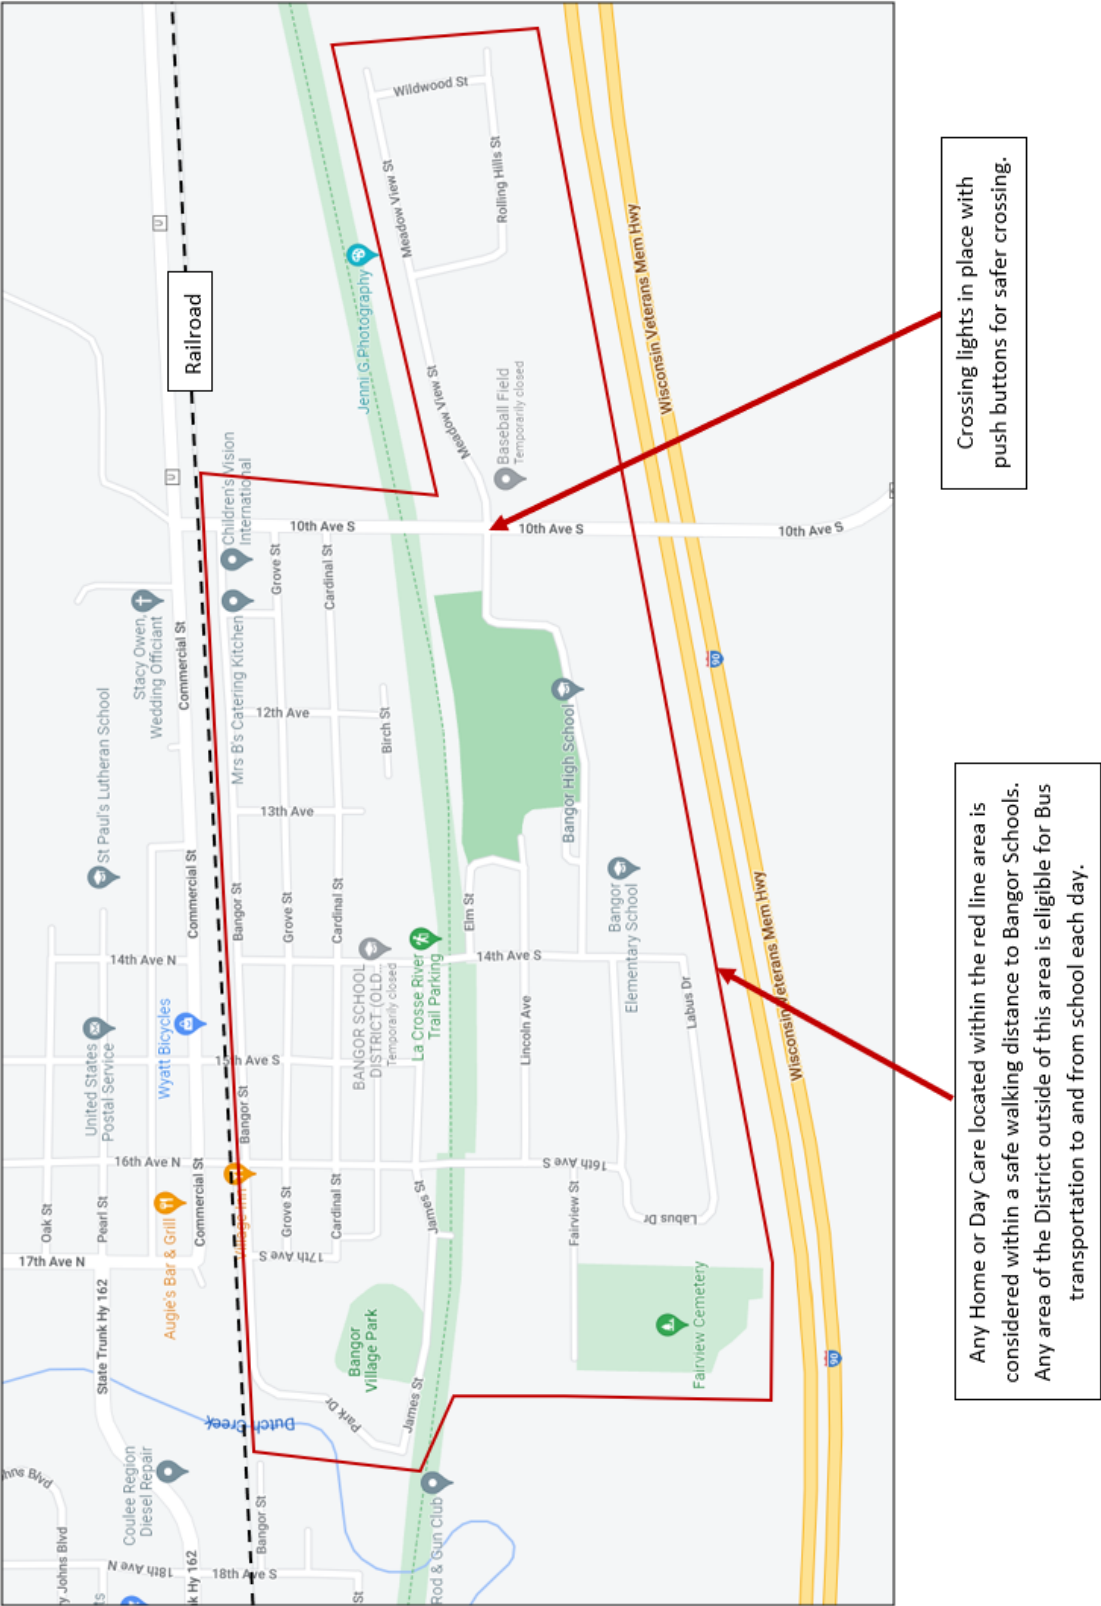 Railroad
Crossing lights in place with
push buttons for safer crossing.
Any Home or Day Care located within the red line area is
considered within a safe walking distance to Bangor Schools.
Any area of the District outside of this area is eligible for Bus
transportation to and from school each day.
Wildwood St
Meadow View St
Rolling Hills St
Meadow View St
Jenni G Photography
Baseball Field
Temporarily closed
Wisconsin Veterans Mem Hwy
U
U
Children's Vision
International
10th Ave S
10th Ave S
10th Ave S
Grove St
Cardinal St
Stacy Owen,
Wedding Officiant
Commercial St
Mrs B's Catering Kitchen
12th Ave
Birch St
13th Ave
St Paul's Lutheran School
Bangor High School
90
Commercial St
Bangor St
Grove St
Cardinal St
Elm St
Bangor
Elementary School
14th Ave N
14th Ave S
BANGOR SCHOOL
DISTRICT (OLD...
Temporarily closed
La Crosse River
Trail Parking
Lincoln Ave
Labus Dr
Wisconsin Veterans Mem Hwy
United States
Postal Service
Wyatt Bicycles
15th Ave S
Bangor St
16th Ave N
16th Ave S
Oak St
Pearl St
Commercial St
Village Inn
Grove St
Cardinal St
James St
Fairview St
Labus Dr
17th Ave N
17th Ave S
Augie's Bar & Grill
State Trunk Hy 162
Bangor
Village Park
Fairview Cemetery
90
Dutch Creek
Park Dr
James St
Coulee Region
Diesel Repair
hns Blvd
y Johns Blvd
18th Ave N
k Hy 162
Bangor St
18th Ave S
Rod & Gun Club
St
ts